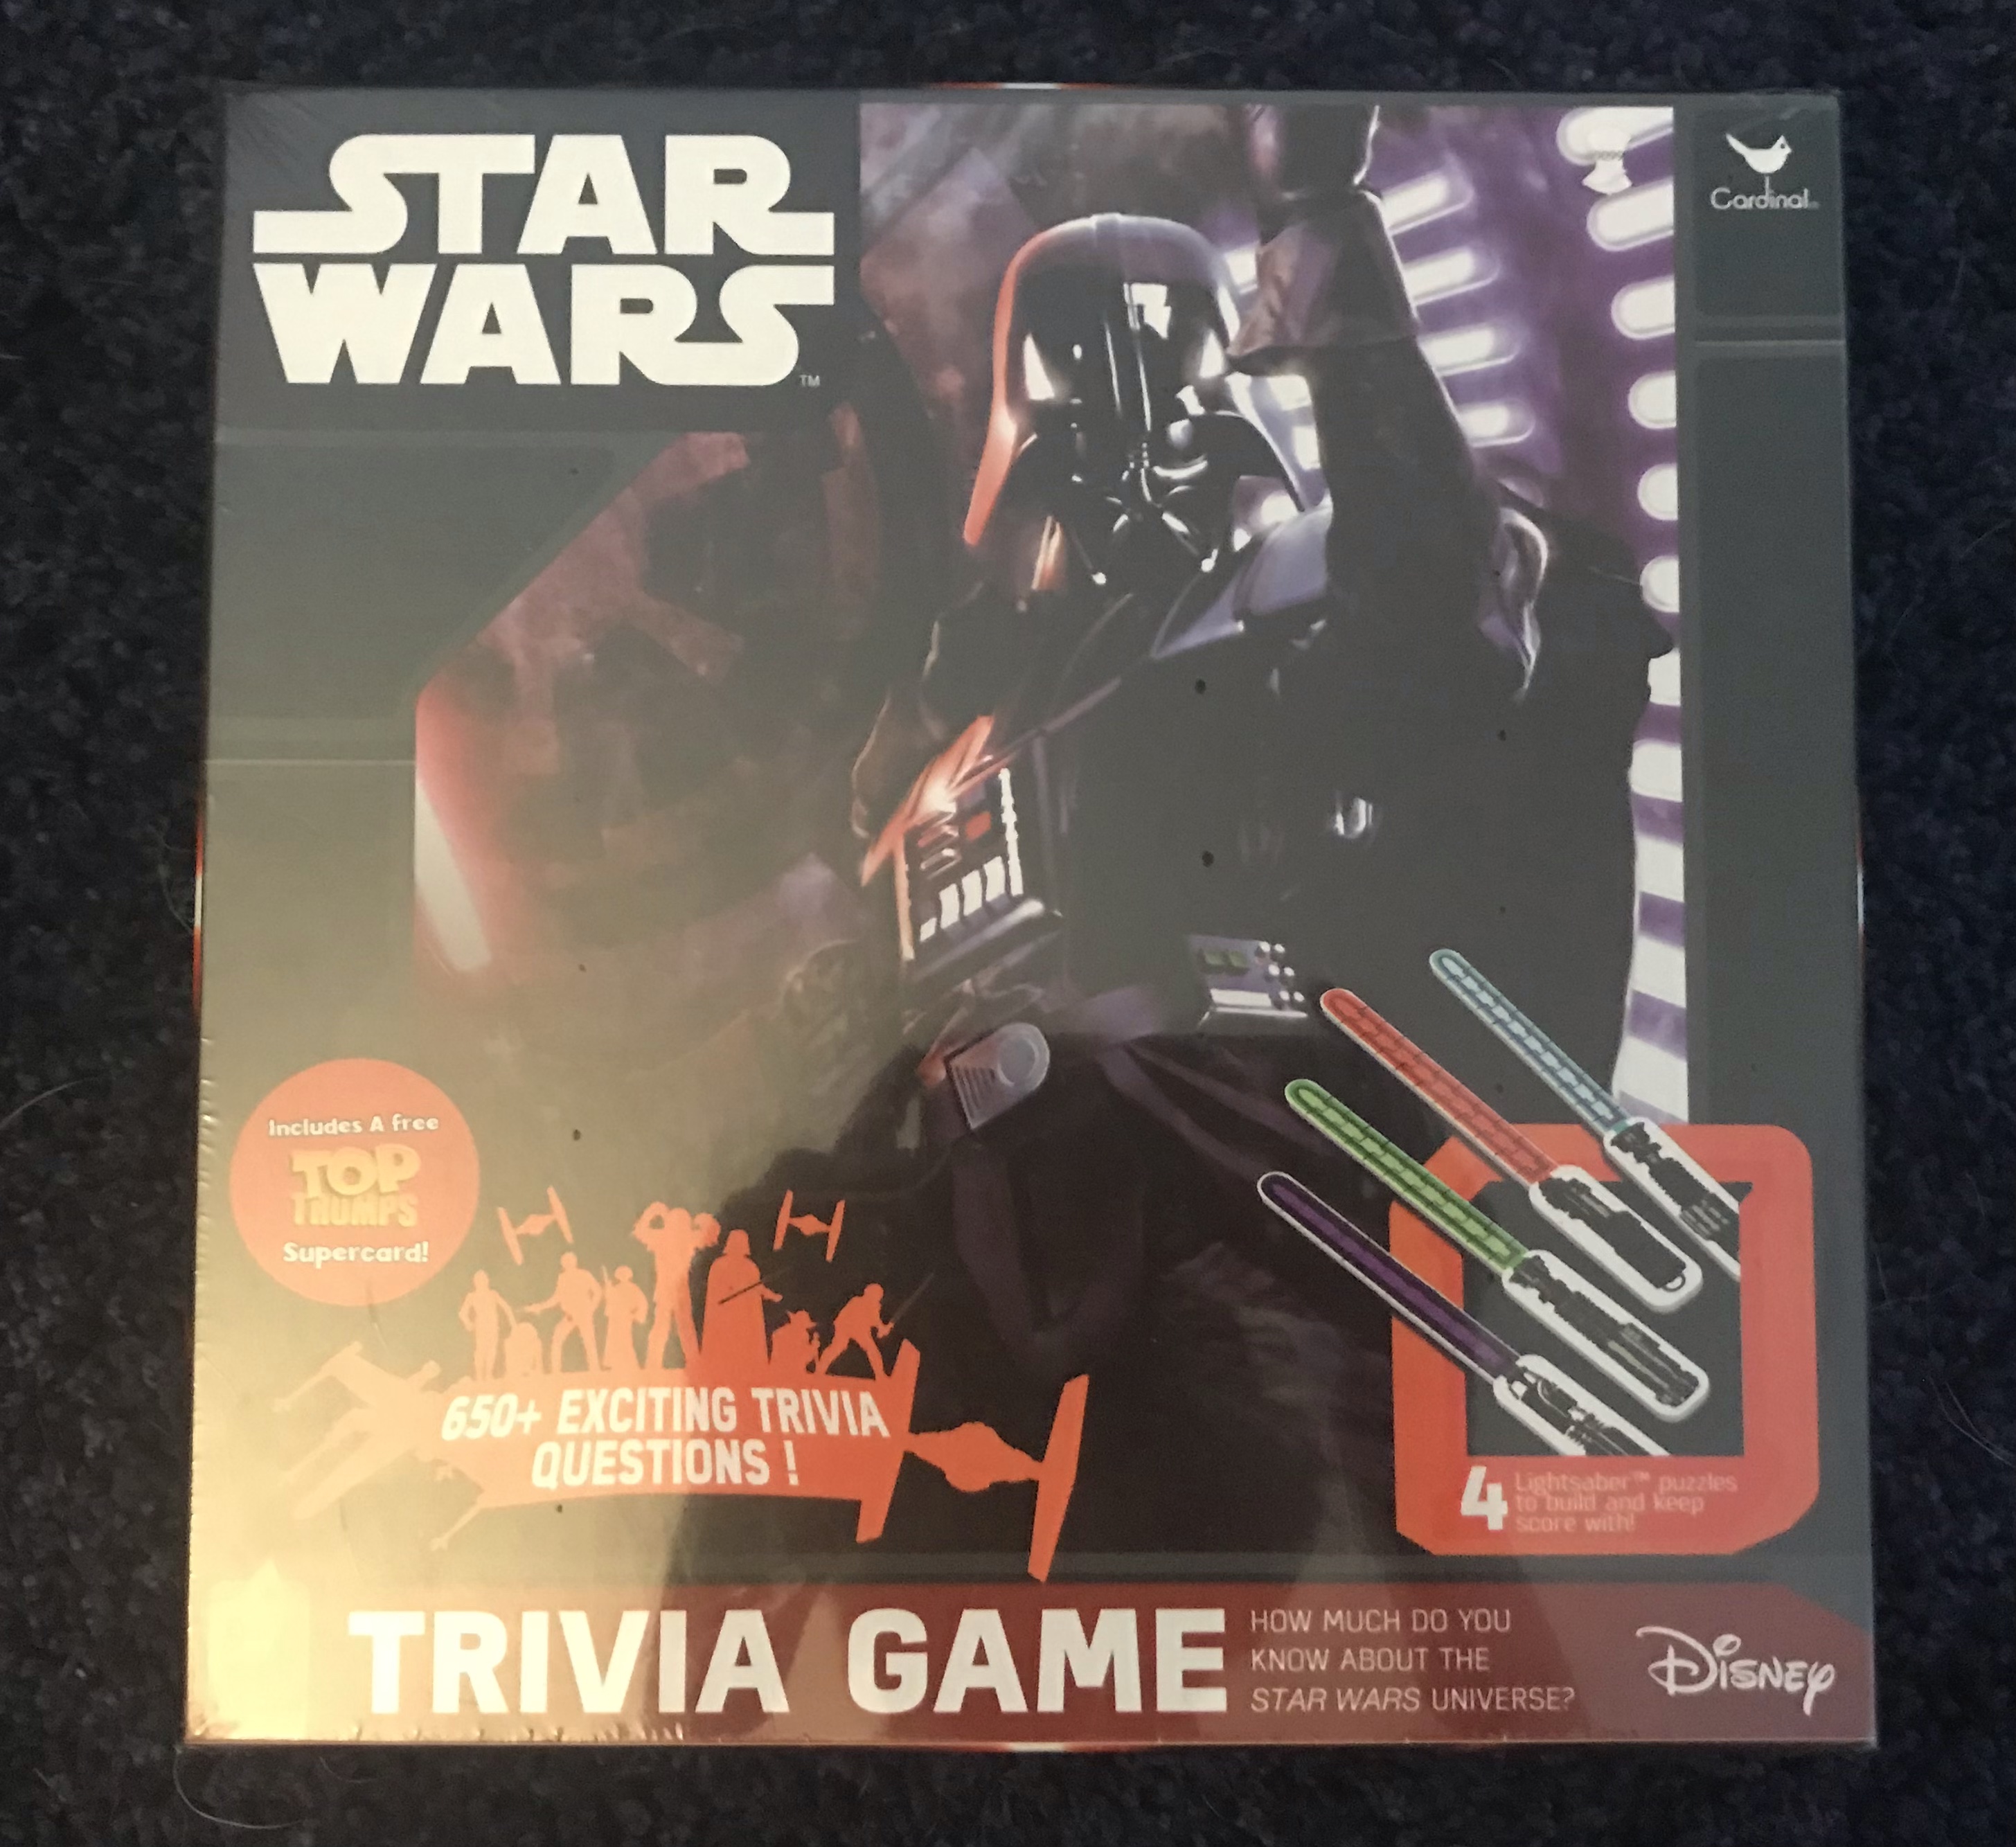 STAR
WARS
TM
Cardinal
Includes A free
TOP
TRUMPS
Supercard!
650+ EXCITING TRIVIA
QUESTIONS !
4 Lightsaber™ puzzles
to build and keep
score with!
TRIVIA GAME
HOW MUCH DO YOU
KNOW ABOUT THE
STAR WARS UNIVERSE?
Disney